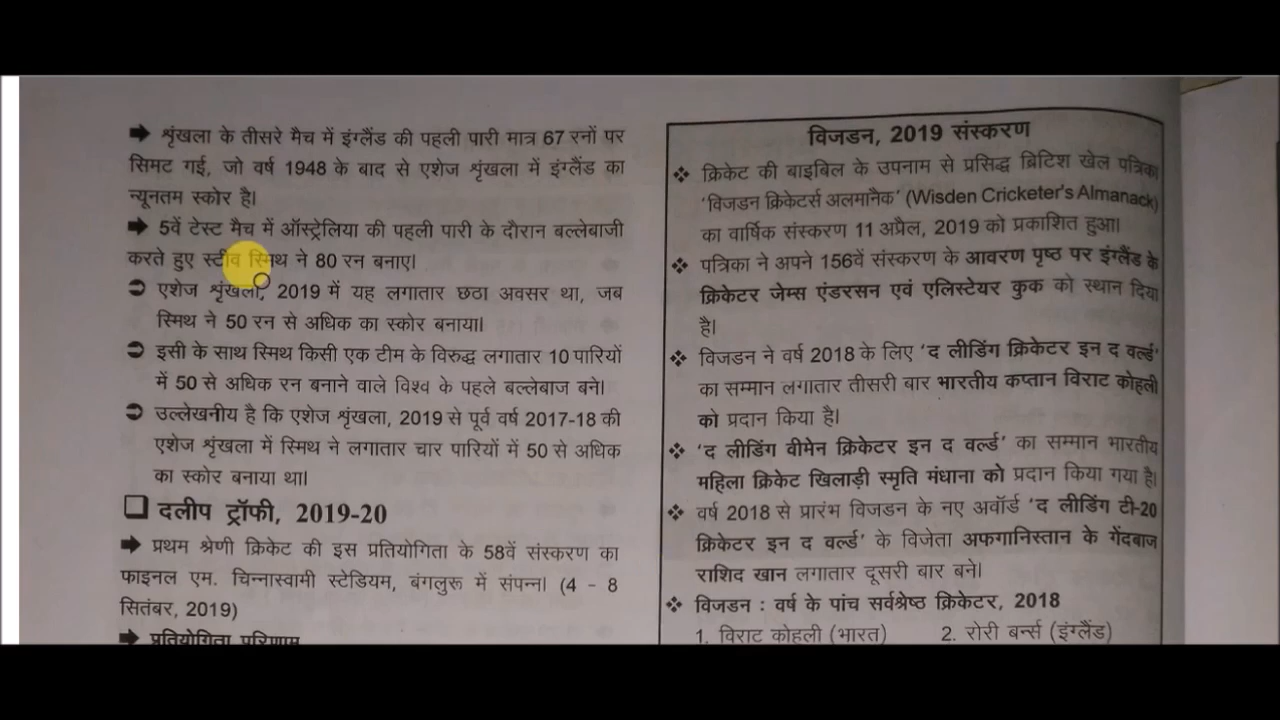 ➡ शृंखला के तीसरे मैच में इंग्लैंड की पहली पारी मात्र 67 रनों पर
सिमट गई, जो वर्ष 1948 के बाद से एशेज शृंखला में इंग्लैंड का
न्यूनतम स्कोर है।
➡ 5वें टेस्ट मैच में ऑस्ट्रेलिया की पहली पारी के दौरान बल्लेबाजी
करते हुए स्टीव स्मिथ ने 80 रन बनाए।
➲ एशेज शृंखला, 2019 में यह लगातार छठा अवसर था, जब
स्मिथ ने 50 रन से अधिक का स्कोर बनाया।
➲ इसी के साथ स्मिथ किसी एक टीम के विरुद्ध लगातार 10 पारियों
में 50 से अधिक रन बनाने वाले विश्व के पहले बल्लेबाज बने।
➲ उल्लेखनीय है कि एशेज शृंखला, 2019 से पूर्व वर्ष 2017-18 की
एशेज शृंखला में स्मिथ ने लगातार चार पारियों में 50 से अधिक
का स्कोर बनाया था।
❑ दलीप ट्रॉफी, 2019-20
➡ प्रथम श्रेणी क्रिकेट की इस प्रतियोगिता के 58वें संस्करण का
फाइनल एम. चिन्नास्वामी स्टेडियम, बंगलुरू में संपन्न। (4 - 8
सितंबर, 2019)
➡ प्रतियोगिता परिणाम
विजडन, 2019 संस्करण
❖ क्रिकेट की बाइबिल के उपनाम से प्रसिद्ध ब्रिटिश खेल पत्रिका
'विजडन क्रिकेटर्स अलमानैक' (Wisden Cricketer's Almanack)
का वार्षिक संस्करण 11 अप्रैल, 2019 को प्रकाशित हुआ।
❖ पत्रिका ने अपने 156वें संस्करण के आवरण पृष्ठ पर इंग्लैंड के
क्रिकेटर जेम्स एंडरसन एवं एलिस्टेयर कुक को स्थान दिया
है।
❖ विजडन ने वर्ष 2018 के लिए 'द लीडिंग क्रिकेटर इन द वर्ल्ड'
का सम्मान लगातार तीसरी बार भारतीय कप्तान विराट कोहली
को प्रदान किया है।
❖ 'द लीडिंग वीमेन क्रिकेटर इन द वर्ल्ड' का सम्मान भारतीय
महिला क्रिकेट खिलाड़ी स्मृति मंधाना को प्रदान किया गया है।
❖ वर्ष 2018 से प्रारंभ विजडन के नए अवॉर्ड 'द लीडिंग टी-20
क्रिकेटर इन द वर्ल्ड' के विजेता अफगानिस्तान के गेंदबाज
राशिद खान लगातार दूसरी बार बने।
❖ विजडन : वर्ष के पांच सर्वश्रेष्ठ क्रिकेटर, 2018
1. विराट कोहली (भारत) 2. रोरी बर्न्स (इंग्लैंड)